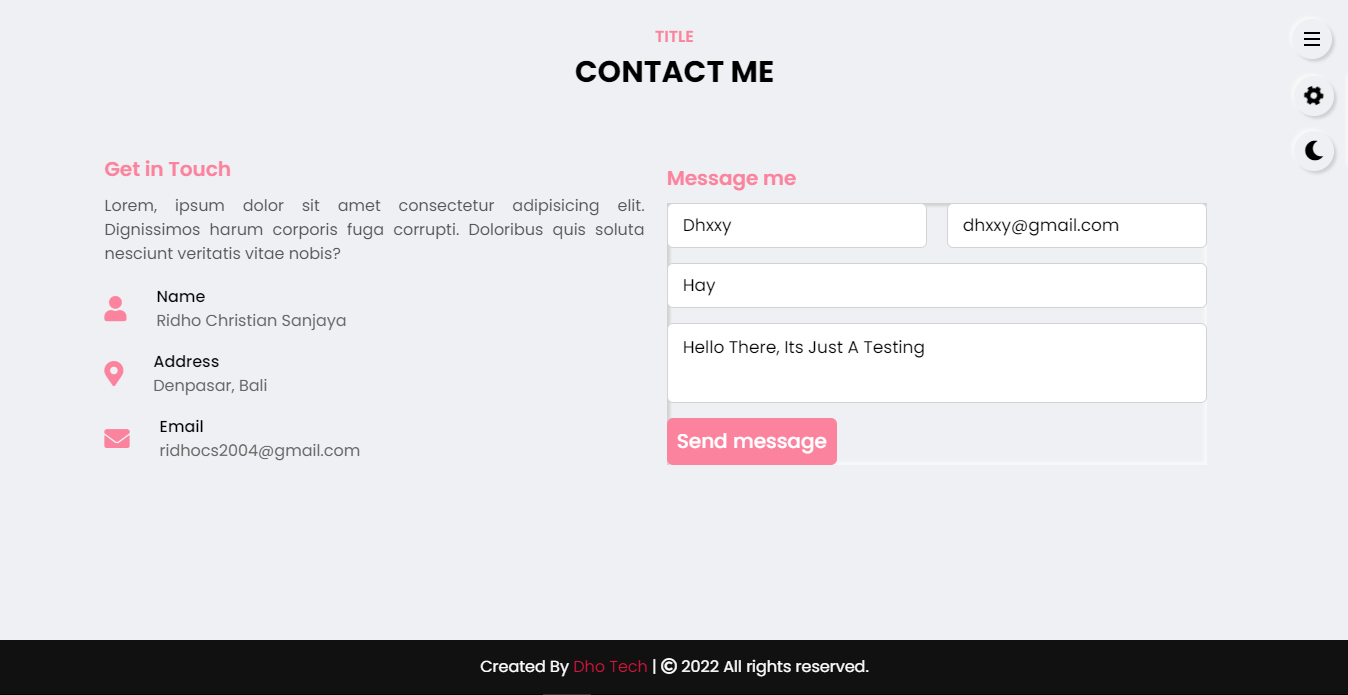 TITLE
CONTACT ME
Get in Touch
Lorem, ipsum dolor sit amet consectetur adipisicing elit.
Dignissimos harum corporis fuga corrupti. Doloribus quis soluta
nesciunt veritatis vitae nobis?
Name
Ridho Christian Sanjaya
Address
Denpasar, Bali
Email
ridhocs2004@gmail.com
Message me
Dhxxy
dhxxy@gmail.com
Hay
Hello There, Its Just A Testing
Send message
Created By Dho Tech | © 2022 All rights reserved.